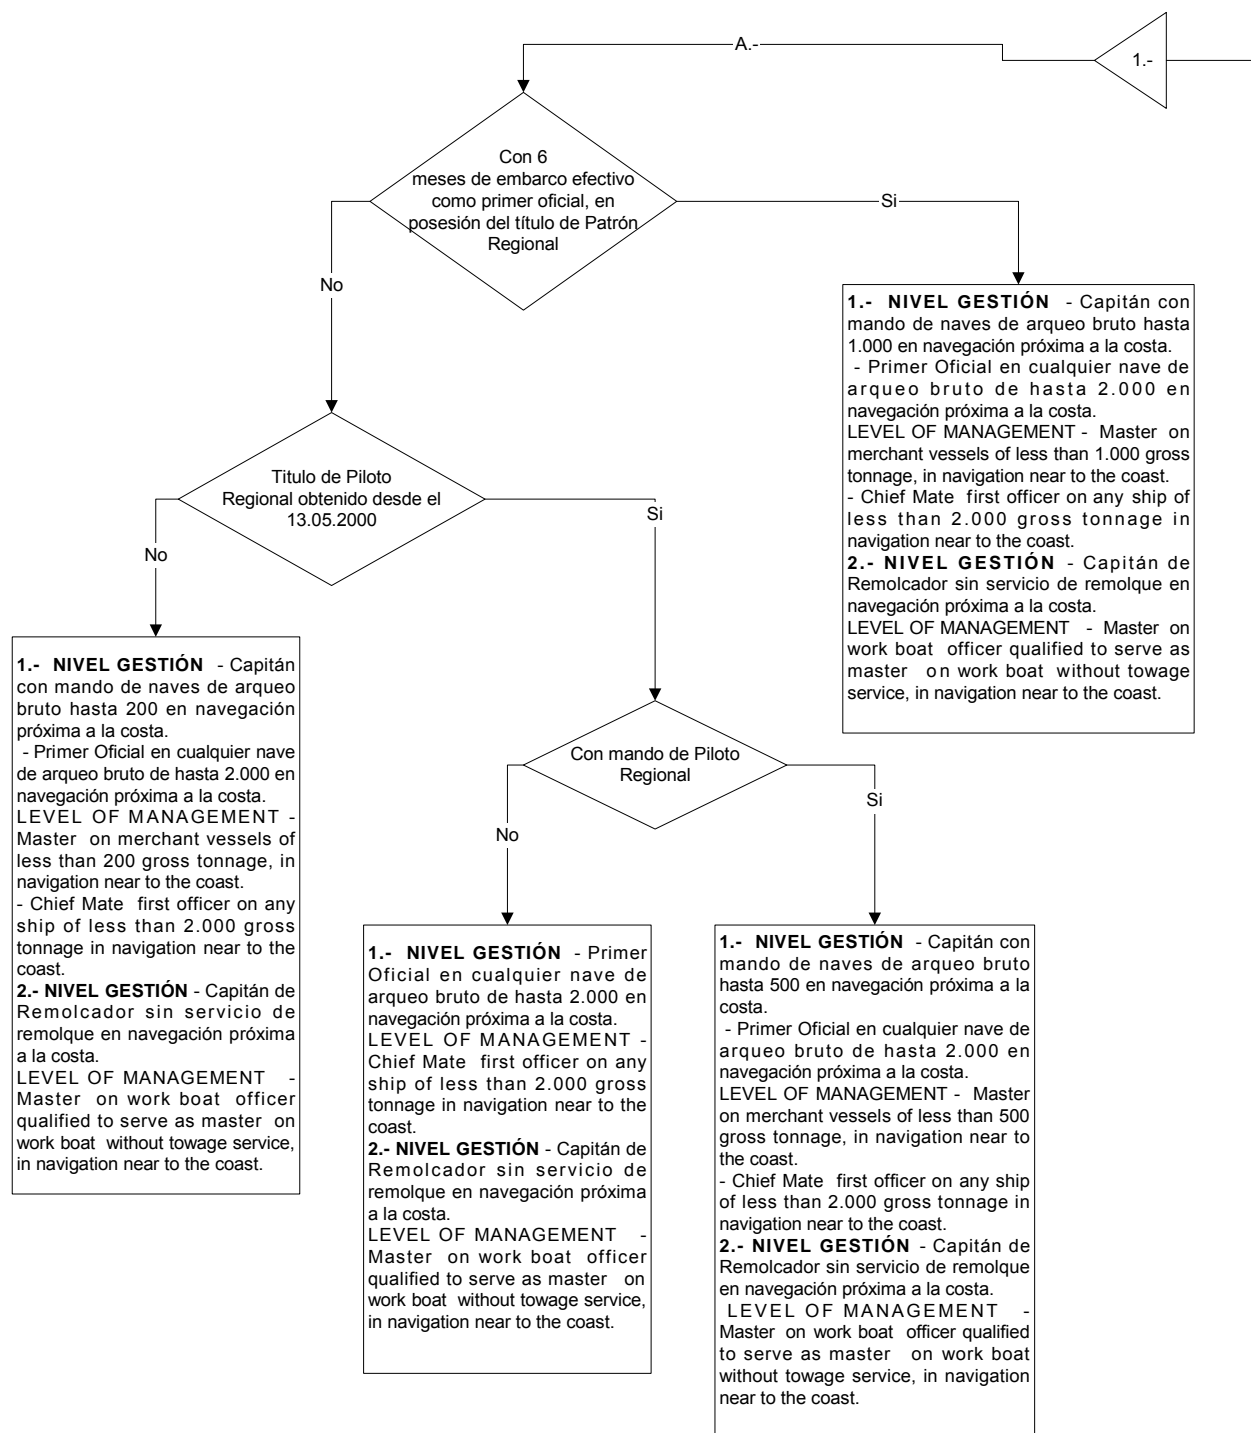 A.-
1.-
Con 6
meses de embarco efectivo
como primer oficial, en
posesión del título de Patrón
Regional
Si
No
1.- NIVEL GESTIÓN - Capitán con
mando de naves de arqueo bruto hasta
1.000 en navegación próxima a la costa.
- Primer Oficial en cualquier nave de
arqueo bruto de hasta 2.000 en
navegación próxima a la costa.
LEVEL OF MANAGEMENT - Master on
merchant vessels of less than 1.000 gross
tonnage, in navigation near to the coast.
- Chief Mate first officer on any ship of
less than 2.000 gross tonnage in
navigation near to the coast.
2.- NIVEL GESTIÓN - Capitán de
Remolcador sin servicio de remolque en
navegación próxima a la costa.
LEVEL OF MANAGEMENT - Master on
work boat officer qualified to serve as
master on work boat without towage
service, in navigation near to the coast.
Titulo de Piloto
Regional obtenido desde el
13.05.2000
Si
No
1.- NIVEL GESTIÓN - Capitán
con mando de naves de arqueo
bruto hasta 200 en navegación
próxima a la costa.
- Primer Oficial en cualquier nave
de arqueo bruto de hasta 2.000 en
navegación próxima a la costa.
LEVEL OF MANAGEMENT -
Master on merchant vessels of
less than 200 gross tonnage, in
navigation near to the coast.
- Chief Mate first officer on any
ship of less than 2.000 gross
tonnage in navigation near to the
coast.
2.- NIVEL GESTIÓN - Capitán de
Remolcador sin servicio de
remolque en navegación próxima
a la costa.
LEVEL OF MANAGEMENT -
Master on work boat officer
qualified to serve as master on
work boat without towage service,
in navigation near to the coast.
Con mando de Piloto
Regional
Si
No
1.- NIVEL GESTIÓN - Primer
Oficial en cualquier nave de
arqueo bruto de hasta 2.000 en
navegación próxima a la costa.
LEVEL OF MANAGEMENT -
Chief Mate first officer on any
ship of less than 2.000 gross
tonnage in navigation near to the
coast.
2.- NIVEL GESTIÓN - Capitán de
Remolcador sin servicio de
remolque en navegación próxima
a la costa.
LEVEL OF MANAGEMENT -
Master on work boat officer
qualified to serve as master on
work boat without towage service,
in navigation near to the coast.
1.- NIVEL GESTIÓN - Capitán con
mando de naves de arqueo bruto
hasta 500 en navegación próxima a la
costa.
- Primer Oficial en cualquier nave de
arqueo bruto de hasta 2.000 en
navegación próxima a la costa.
LEVEL OF MANAGEMENT - Master
on merchant vessels of less than 500
gross tonnage, in navigation near to
the coast.
- Chief Mate first officer on any ship
of less than 2.000 gross tonnage in
navigation near to the coast.
2.- NIVEL GESTIÓN - Capitán de
Remolcador sin servicio de remolque
en navegación próxima a la costa.
LEVEL OF MANAGEMENT -
Master on work boat officer qualified
to serve as master on work boat
without towage service, in navigation
near to the coast.